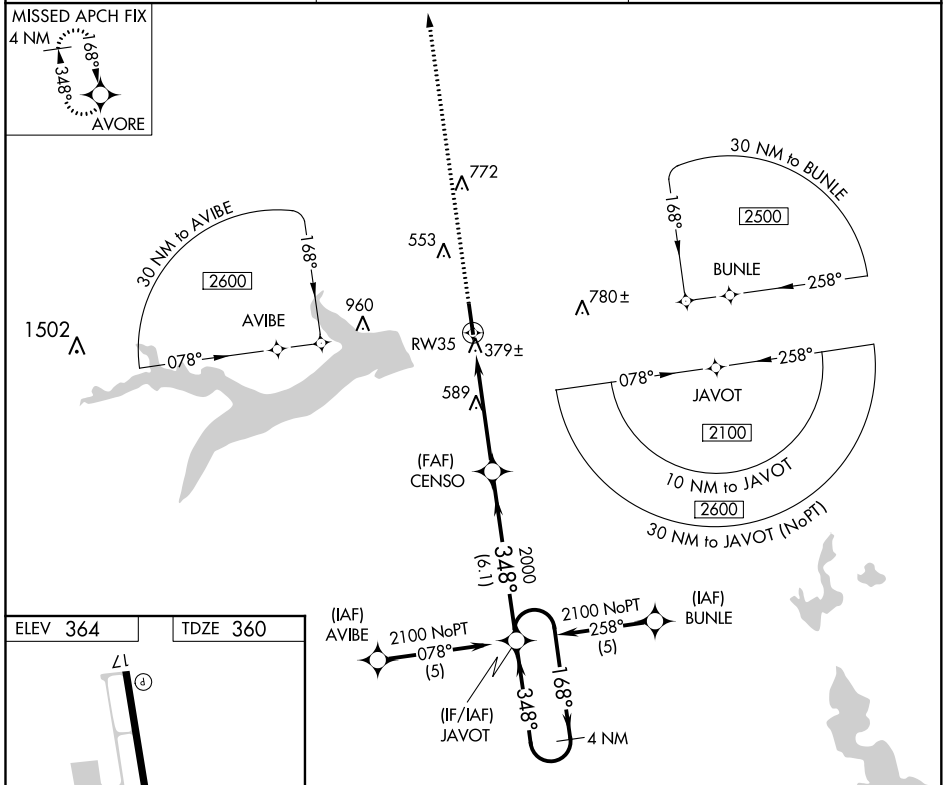 MISSED APCH FIX
4 NM
168°
348°
AVORE
772
553
30 NM to AVIBE
168°
2600
AVIBE
078°
960
1502
RW35
379±
589
780±
30 NM to BUNLE
168°
2500
BUNLE
258°
078°
258°
JAVOT
2100
10 NM to JAVOT
2600
30 NM to JAVOT (NoPT)
(FAF)
CENSO
2000
348°
(6.1)
(IAF)
AVIBE
2100 NoPT
078°
(5)
2100 NoPT
258°
(5)
(IAF)
BUNLE
168°
348°
4 NM
(IF/IAF)
JAVOT
ELEV 364
TDZE 360
17
P